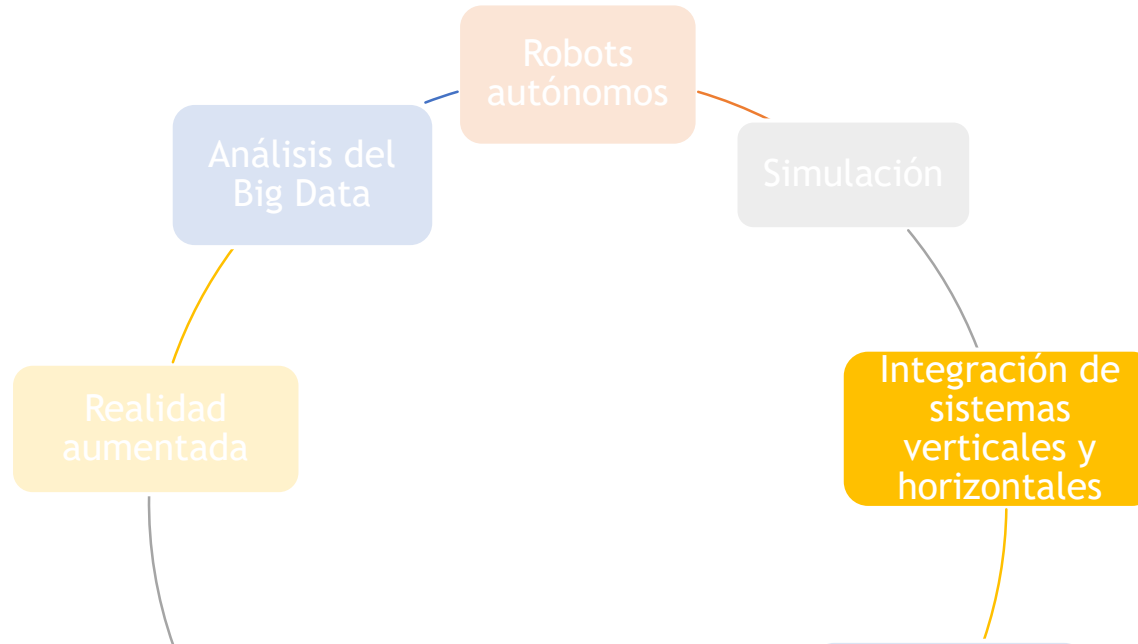 Robots
autónomos
Análisis del
Big Data
Simulación
Integración de
sistemas
verticales y
horizontales
Realidad
aumentada